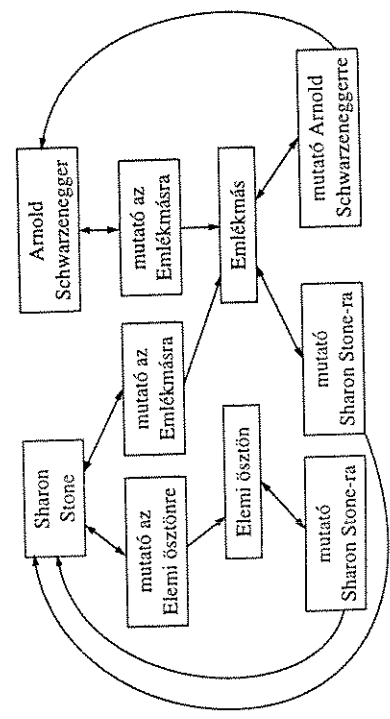 Sharon
Stone
Arnold
Schwarzenegger
mutató az
Elemi ösztönre
mutató az
Emlékmásra
mutató az
Emlékmásra
Elemi ösztön
Emlékmás
mutató
Sharon Stone-ra
mutató
Sharon Stone-ra
mutató Arnold
Schwarzeneggerre